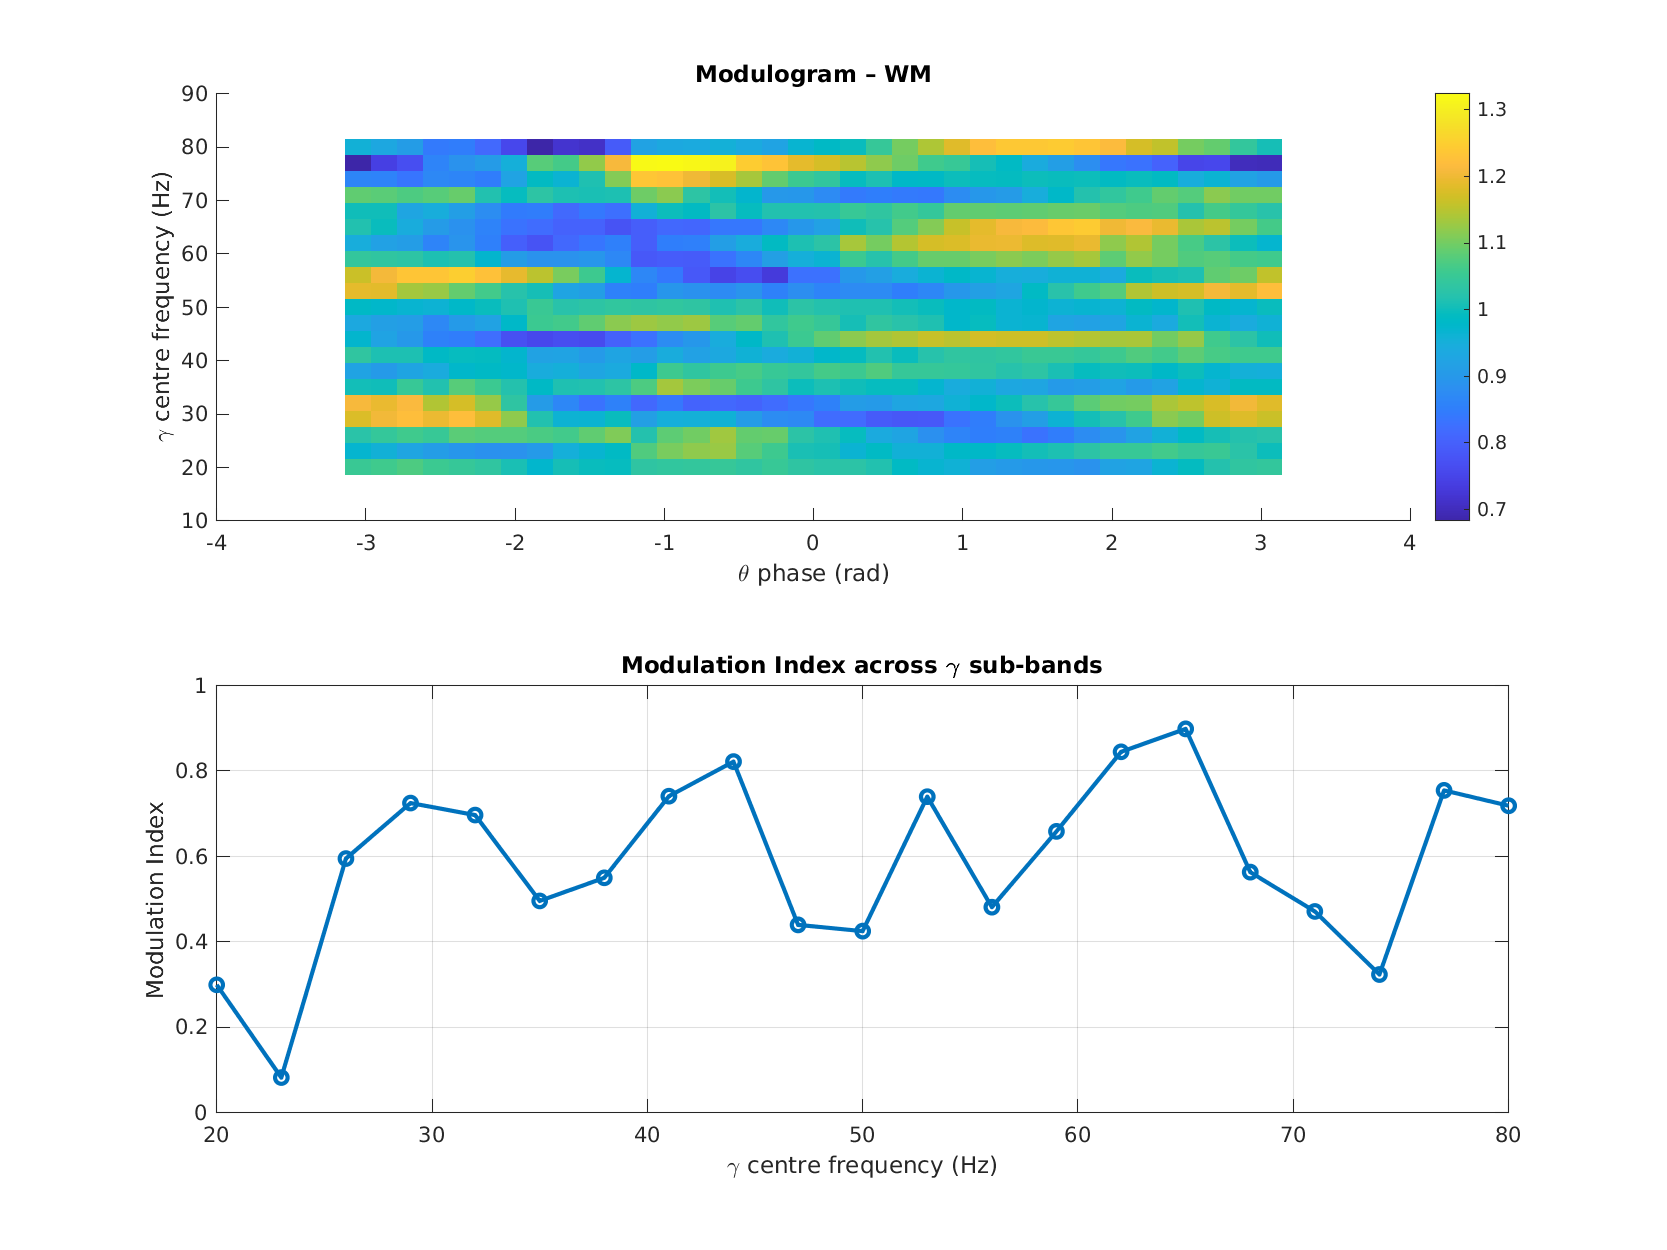 Modulogram – WM
90
80
70
60
50
40
30
20
10
γ centre frequency (Hz)
-4 -3 -2 -1 0 1 2 3 4
θ phase (rad)
1.3
1.2
1.1
1
0.9
0.8
0.7
Modulation Index across γ sub-bands
1
0.8
0.6
0.4
0.2
0
Modulation Index
20 30 40 50 60 70 80
γ centre frequency (Hz)